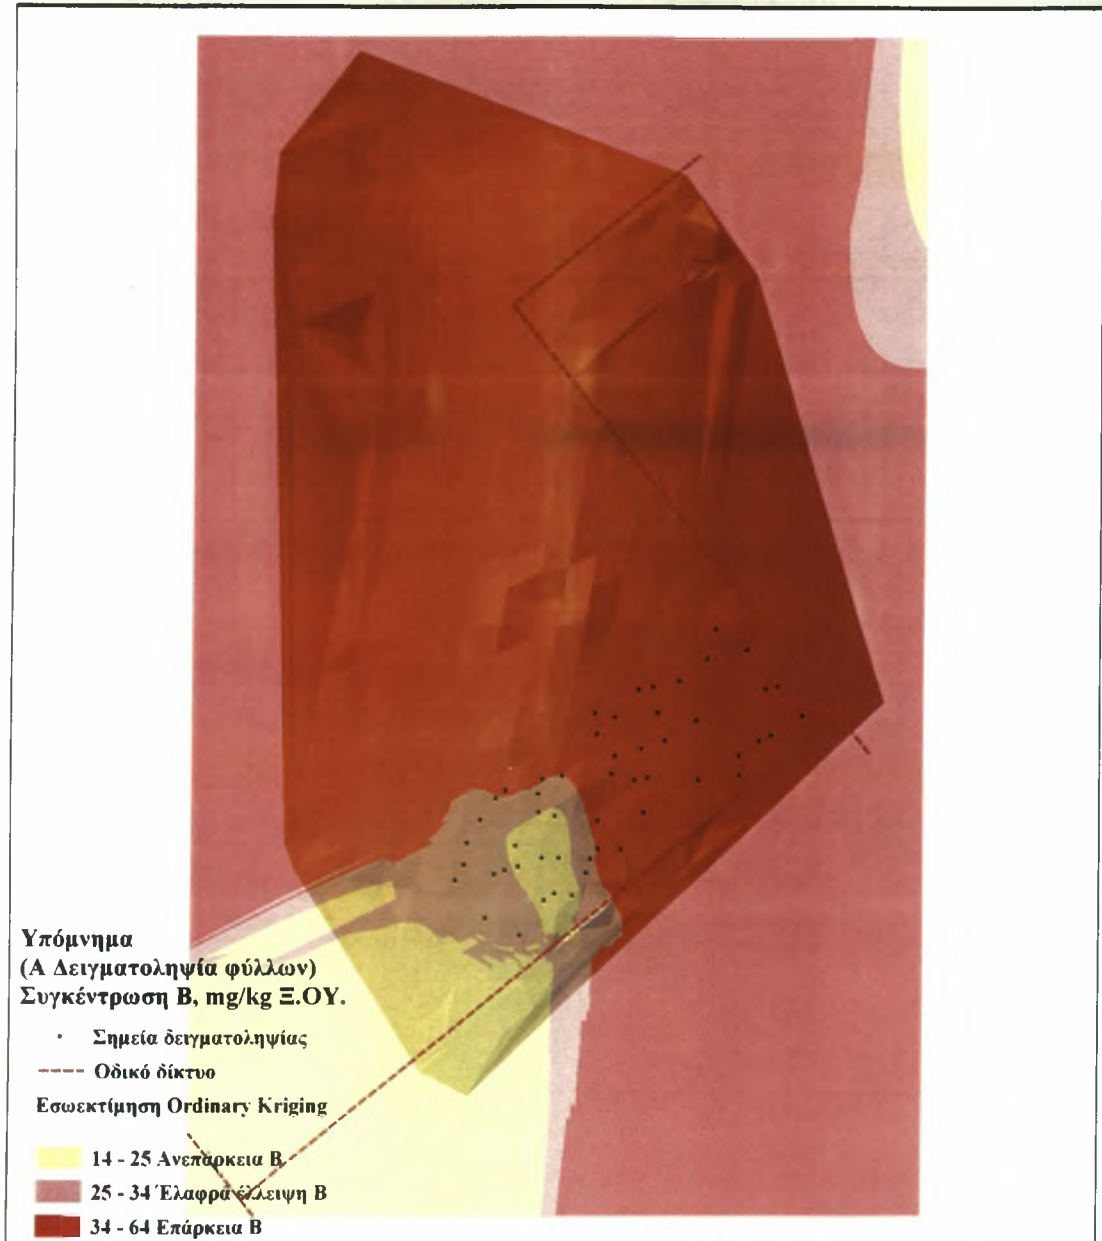 Υπόμνημα
(Α Δειγματοληψία φύλλων)
Συγκέντρωση Β, mg/kg Ξ.ΟΥ.
Σημεία δειγματοληψίας
Οδικό δίκτυο
Εσωεκτίμηση Ordinary Kriging
14 - 25 Ανεπάρκεια Β
25 - 34 Έλαφρά έλλειψη Β
34 - 64 Επάρκεια Β